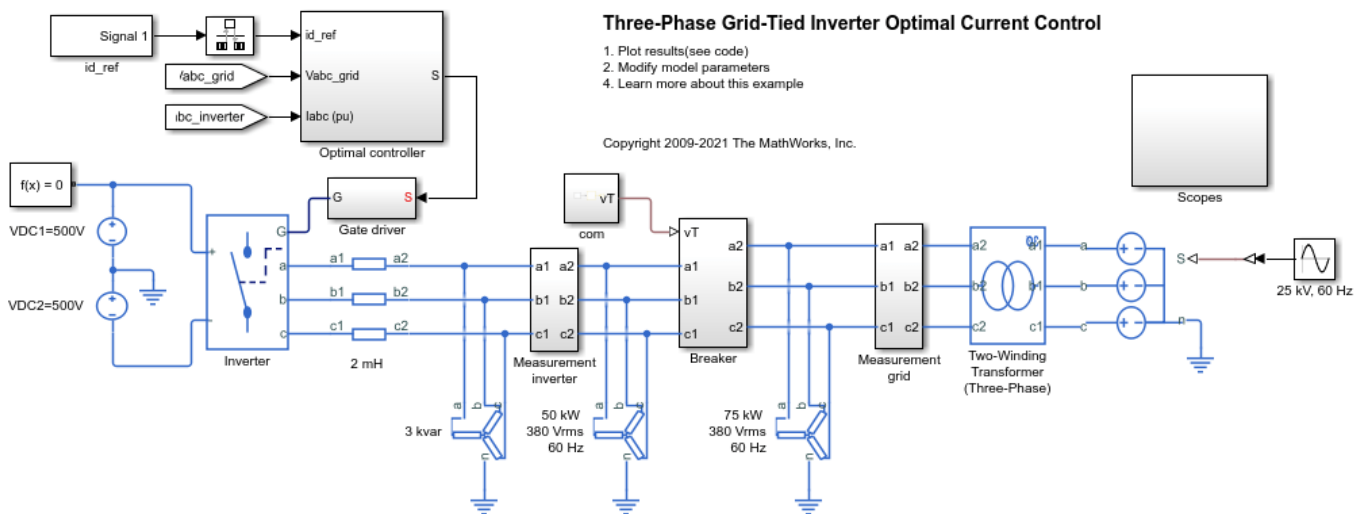 Three-Phase Grid-Tied Inverter Optimal Current Control
1. Plot results(see code)
2. Modify model parameters
4. Learn more about this example
Copyright 2009-2021 The MathWorks, Inc.
Signal 1
id_ref
id_ref
Vabc_grid
Iabc (pu)
S
Optimal controller
/abc_grid
bc_inverter
f(x) = 0
VDC1=500V
VDC2=500V
G
S
Gate driver
+
G
a
b
c
Inverter
a1 a2
b1 b2
c1 c2
2 mH
a1 a2
b1 b2
c1 c2
Measurement
inverter
vT
com
vT
a1 a2
b1 b2
c1 c2
Breaker
a1 a2
b1 b2
c1 c2
Measurement
grid
a2 a1
b2 b1
c2 c1
Two-Winding
Transformer
(Three-Phase)
a
b
c
n
S
25 kV, 60 Hz
Scopes
a b c
n
3 kvar
a b c
n
50 kW
380 Vrms
60 Hz
a b c
n
75 kW
380 Vrms
60 Hz